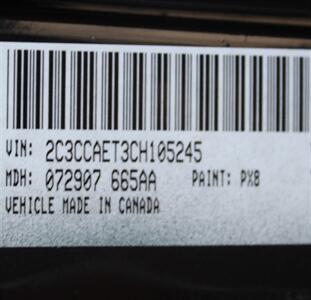 VIN: 2C3CCAET3CH105245
MDH: 072907 665AA PAINT: PX8
VEHICLE MADE IN CANADA